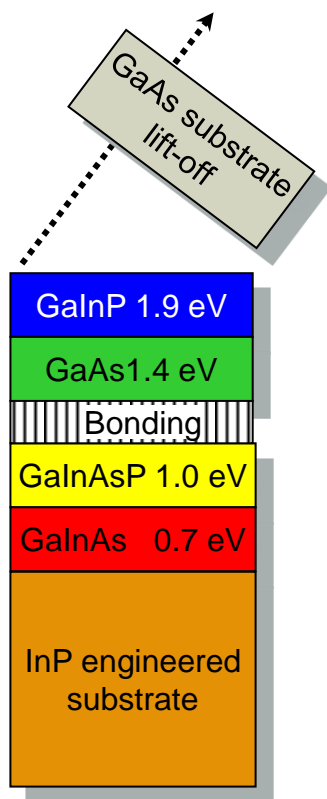 GaAs substrate
lift-off
GaInP 1.9 eV
GaAs1.4 eV
Bonding
GaInAsP 1.0 eV
GaInAs 0.7 eV
InP engineered
substrate